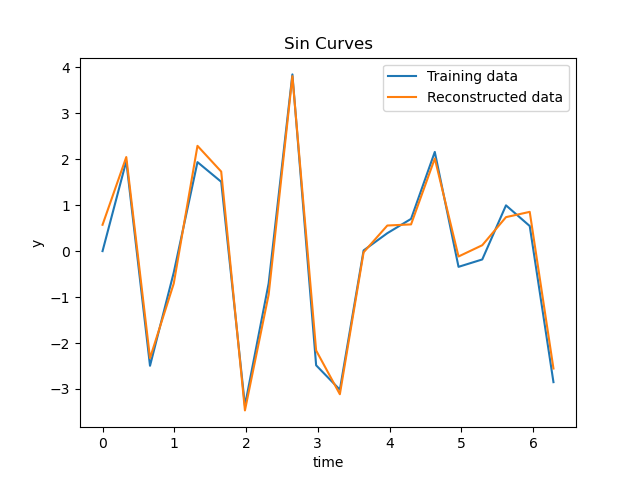 Sin Curves
Training data
Reconstructed data
4
3
2
1
0
−1
−2
−3
y
0 1 2 3 4 5 6
time